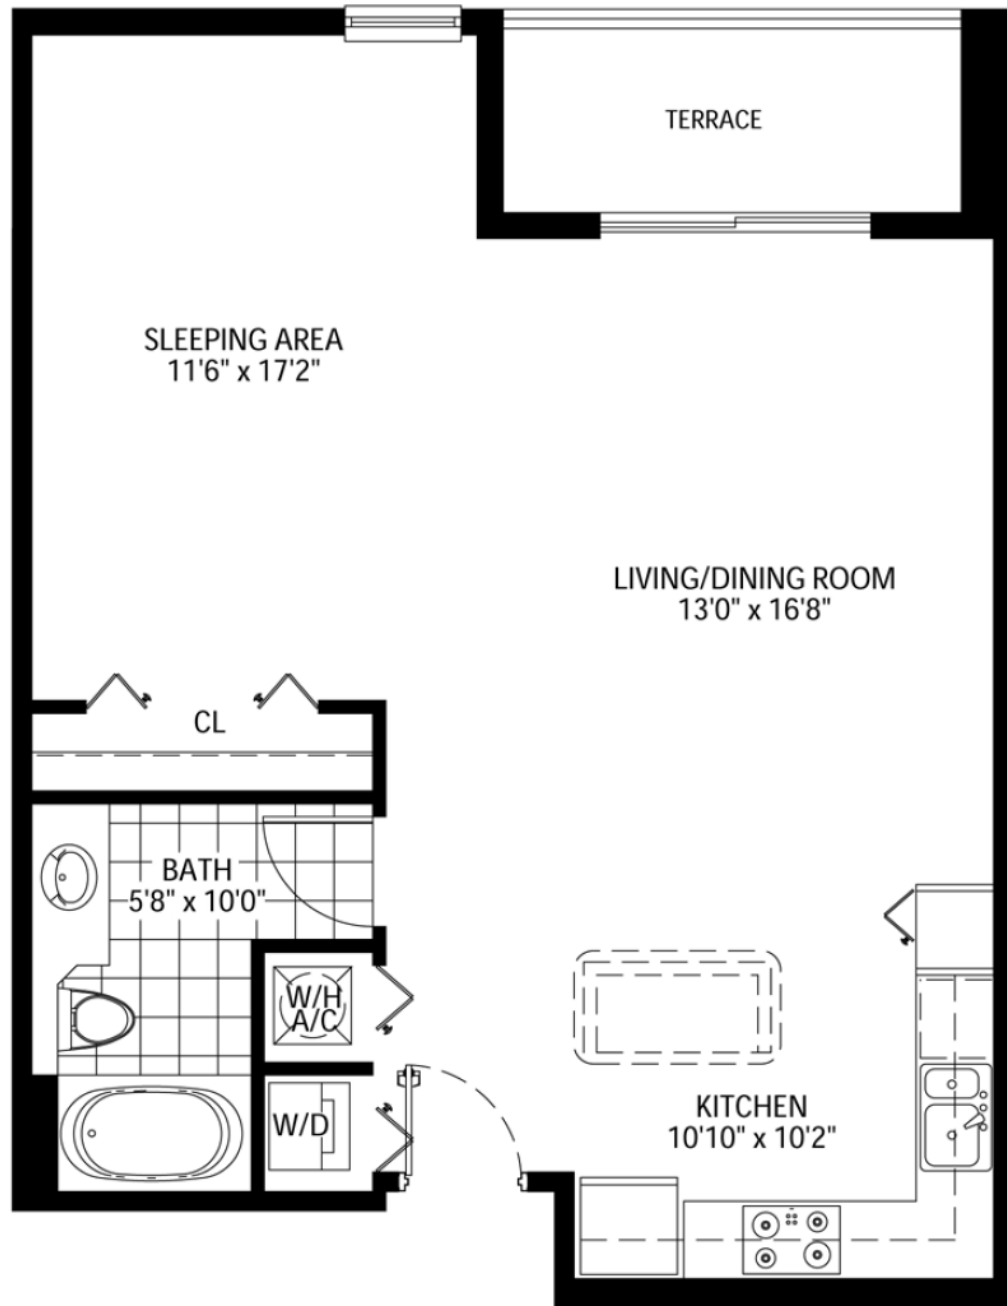 TERRACE
SLEEPING AREA
11'6" x 17'2"
LIVING/DINING ROOM
13'0" x 16'8"
CL
BATH
5'8" x 10'0"
W/H
A/C
KITCHEN
10'10" x 10'2"
W/D